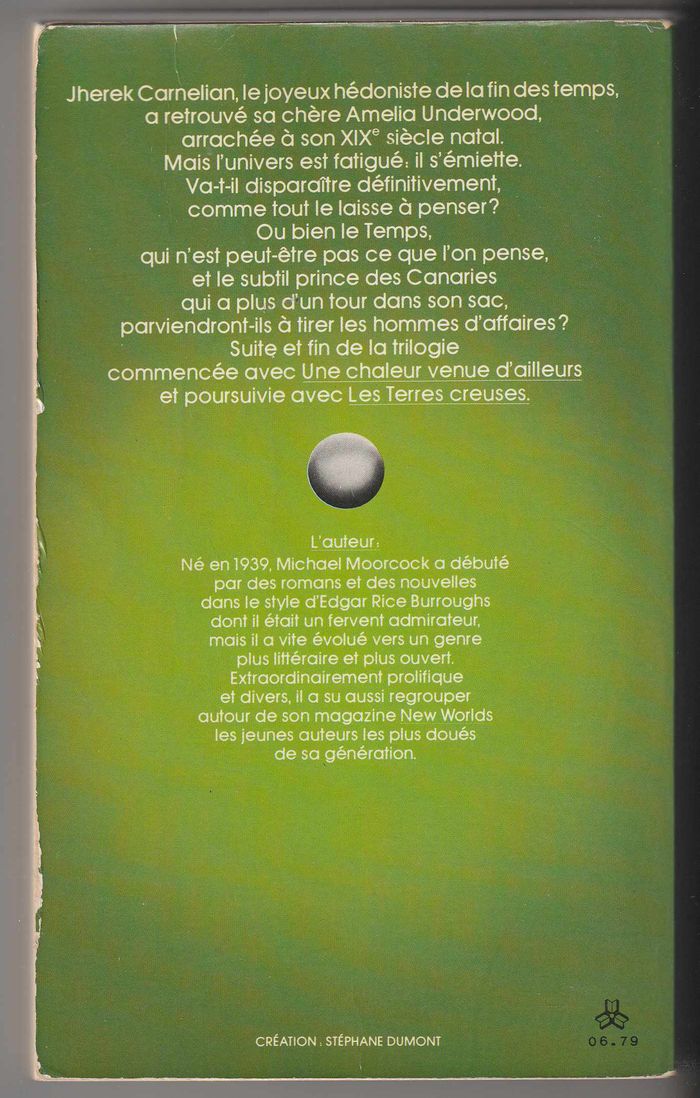 Jherek Carnelian, le joyeux hédoniste de la fin des temps,
a retrouvé sa chère Amelia Underwood,
arrachée à son XIXe siècle natal.
Mais l'univers est fatigué: il s'émiette.
Va-t-il disparaître définitivement,
comme tout le laisse à penser?
Ou bien le Temps,
qui n'est peut-être pas ce que l'on pense,
et le subtil prince des Canaries
qui a plus d'un tour dans son sac,
parviendront-ils à tirer les hommes d'affaires?
Suite et fin de la trilogie
commencée avec Une chaleur venue d'ailleurs
et poursuivie avec Les Terres creuses.
L'auteur:
Né en 1939, Michael Moorcock a débuté
par des romans et des nouvelles
dans le style d'Edgar Rice Burroughs
dont il était un fervent admirateur,
mais il a vite évolué vers un genre
plus littéraire et plus ouvert.
Extraordinairement prolifique
et divers, il a su aussi regrouper
autour de son magazine New Worlds
les jeunes auteurs les plus doués
de sa génération.
CRÉATION : STÉPHANE DUMONT
06.79